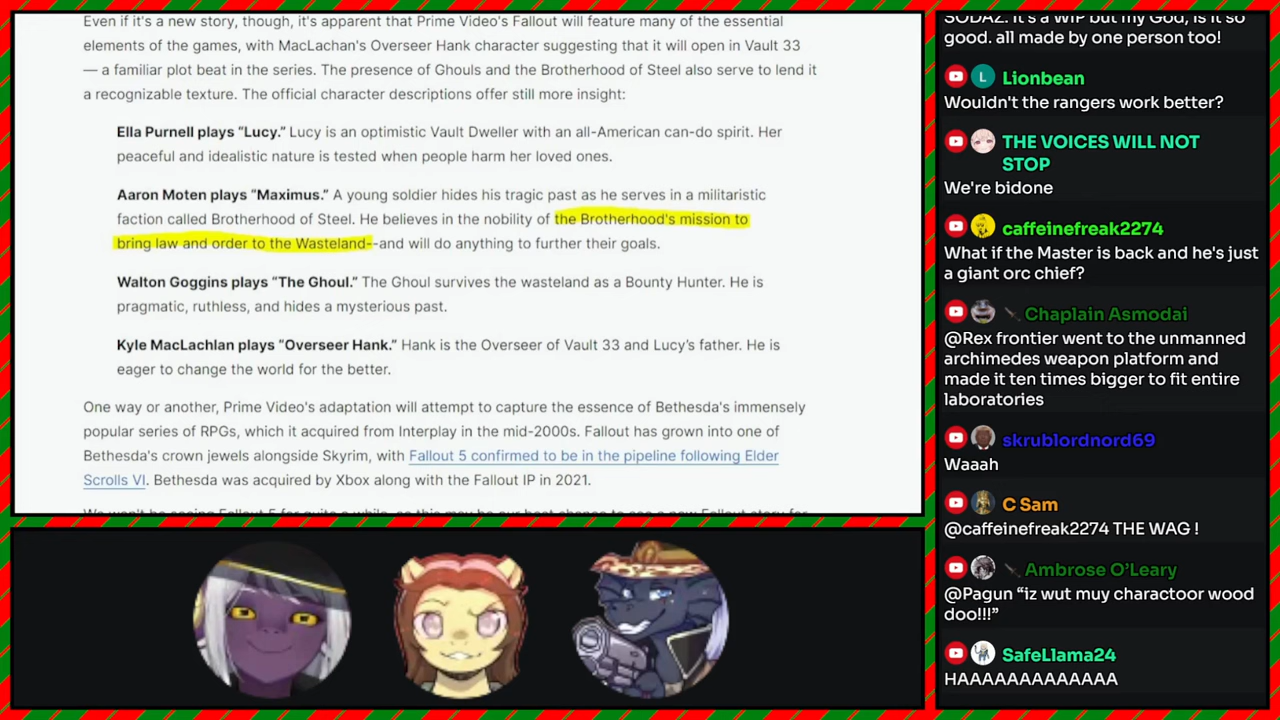 Even if it's a new story, though, it's apparent that Prime Video's Fallout will feature many of the essential
elements of the games, with MacLachan's Overseer Hank character suggesting that it will open in Vault 33
— a familiar plot beat in the series. The presence of Ghouls and the Brotherhood of Steel also serve to lend it
a recognizable texture. The official character descriptions offer still more insight:
Ella Purnell plays “Lucy.” Lucy is an optimistic Vault Dweller with an all-American can-do spirit. Her
peaceful and idealistic nature is tested when people harm her loved ones.
Aaron Moten plays “Maximus.” A young soldier hides his tragic past as he serves in a militaristic
faction called Brotherhood of Steel. He believes in the nobility of the Brotherhood's mission to
bring law and order to the Wasteland--and will do anything to further their goals.
Walton Goggins plays “The Ghoul.” The Ghoul survives the wasteland as a Bounty Hunter. He is
pragmatic, ruthless, and hides a mysterious past.
Kyle MacLachlan plays “Overseer Hank.” Hank is the Overseer of Vault 33 and Lucy’s father. He is
eager to change the world for the better.
One way or another, Prime Video's adaptation will attempt to capture the essence of Bethesda's immensely
popular series of RPGs, which it acquired from Interplay in the mid-2000s. Fallout has grown into one of
Bethesda's crown jewels alongside Skyrim, with Fallout 5 confirmed to be in the pipeline following Elder
Scrolls VI. Bethesda was acquired by Xbox along with the Fallout IP in 2021.
SODAZ. It's a WIP but my God, is it so
good. all made by one person too!
L Lionbean
Wouldn't the rangers work better?
THE VOICES WILL NOT
STOP
We're bidone
caffeinefreak2274
What if the Master is back and he's just
a giant orc chief?
Chaplain Asmodai
@Rex frontier went to the unmanned
archimedes weapon platform and
made it ten times bigger to fit entire
laboratories
skrublordnord69
Waaah
C Sam
@caffeinefreak2274 THE WAG !
Ambrose O’Leary
@Pagun “iz wut muy charactoor wood
doo!!!”
SafeLlama24
HAAAAAAAAAAAAA